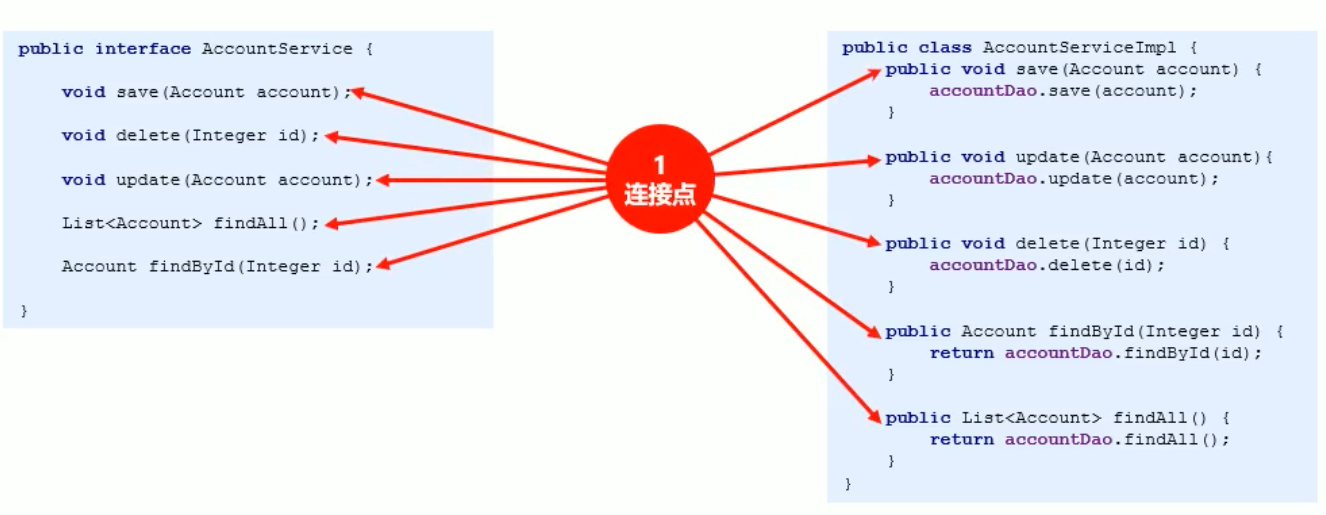 public interface AccountService {
void save(Account account);
void delete(Integer id);
void update(Account account);
List<Account> findAll();
Account findById(Integer id);
}
1
连接点
public class AccountServiceImpl {
public void save(Account account) {
accountDao.save(account);
}
public void update(Account account){
accountDao.update(account);
}
public void delete(Integer id) {
accountDao.delete(id);
}
public Account findById(Integer id) {
return accountDao.findById(id);
}
public List<Account> findAll() {
return accountDao.findAll();
}
}